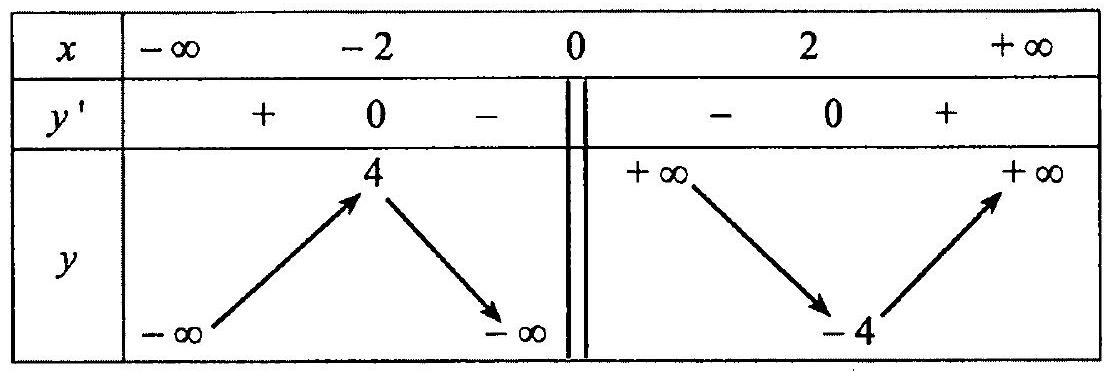 x −∞ −2 0 2 +∞
y' + 0 − − 0 +
4 +∞ +∞
y
−∞ −∞ −4